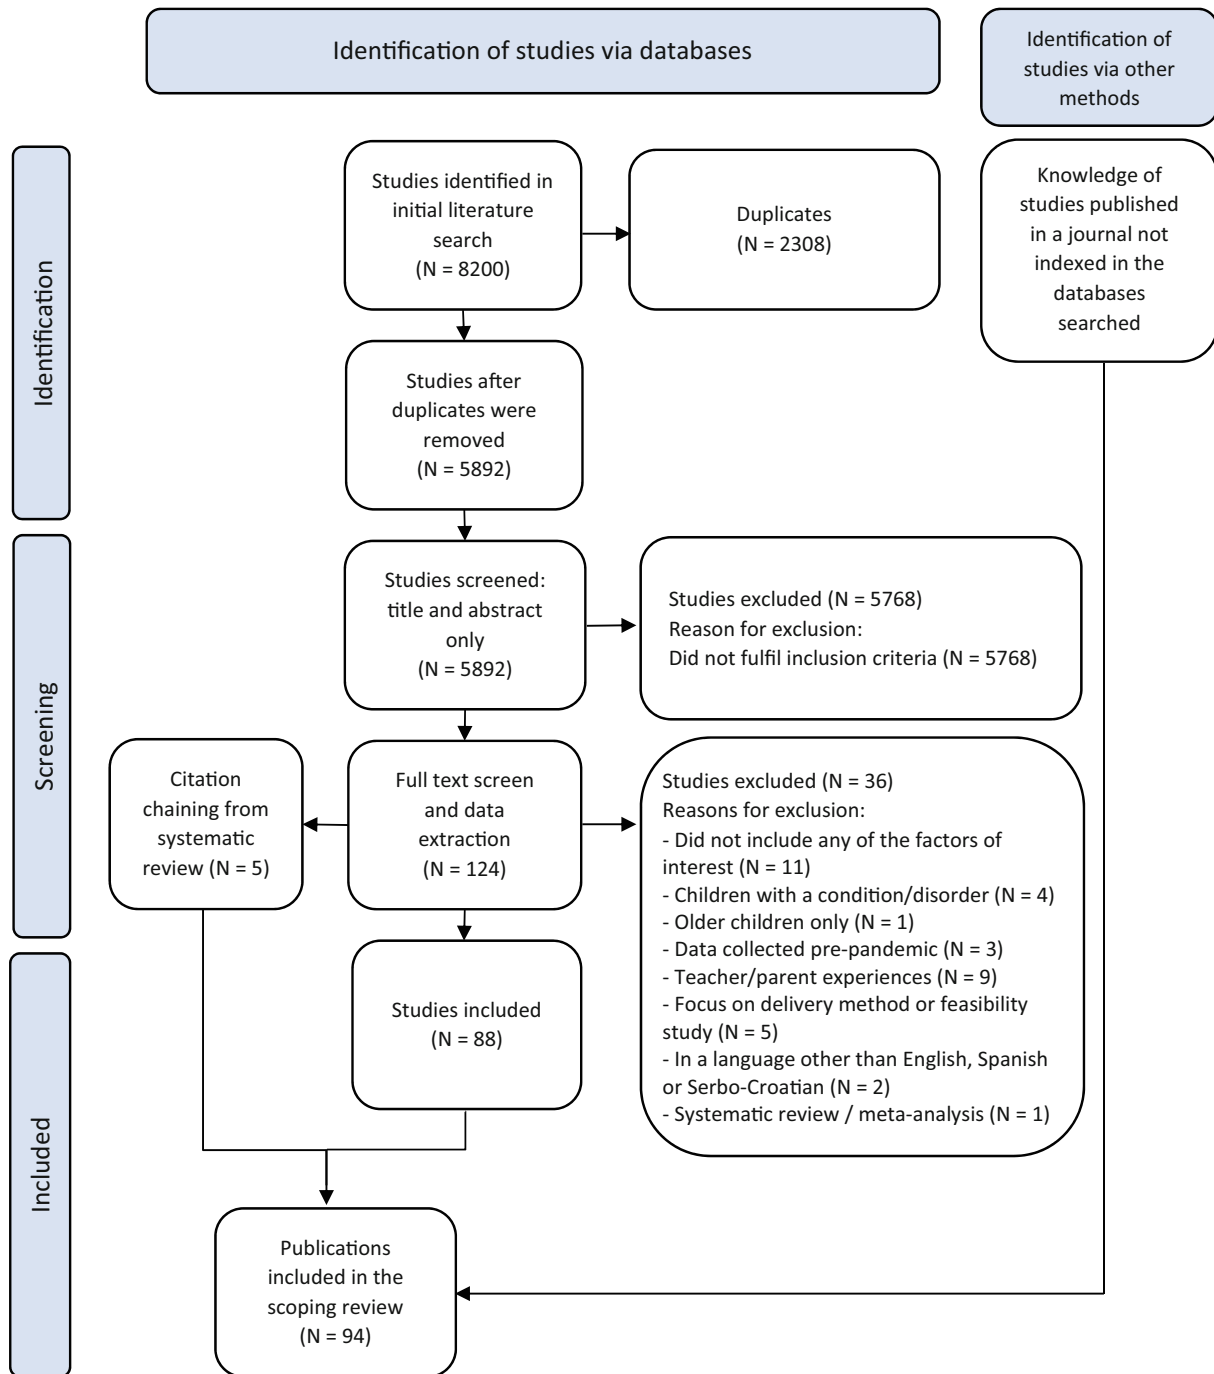 Identification of studies via databases
Identification of
studies via other
methods
Identification
Studies identified in
initial literature
search
(N = 8200)
Duplicates
(N = 2308)
Knowledge of
studies published
in a journal not
indexed in the
databases
searched
Studies after
duplicates were
removed
(N = 5892)
Screening
Studies screened:
title and abstract
only
(N = 5892)
Studies excluded (N = 5768)
Reason for exclusion:
Did not fulfil inclusion criteria (N = 5768)
Citation
chaining from
systematic
review (N = 5)
Full text screen
and data
extraction
(N = 124)
Studies excluded (N = 36)
Reasons for exclusion:
- Did not include any of the factors of
interest (N = 11)
- Children with a condition/disorder (N = 4)
- Older children only (N = 1)
- Data collected pre-pandemic (N = 3)
- Teacher/parent experiences (N = 9)
- Focus on delivery method or feasibility
study (N = 5)
- In a language other than English, Spanish
or Serbo-Croatian (N = 2)
- Systematic review / meta-analysis (N = 1)
Included
Studies included
(N = 88)
Publications
included in the
scoping review
(N = 94)